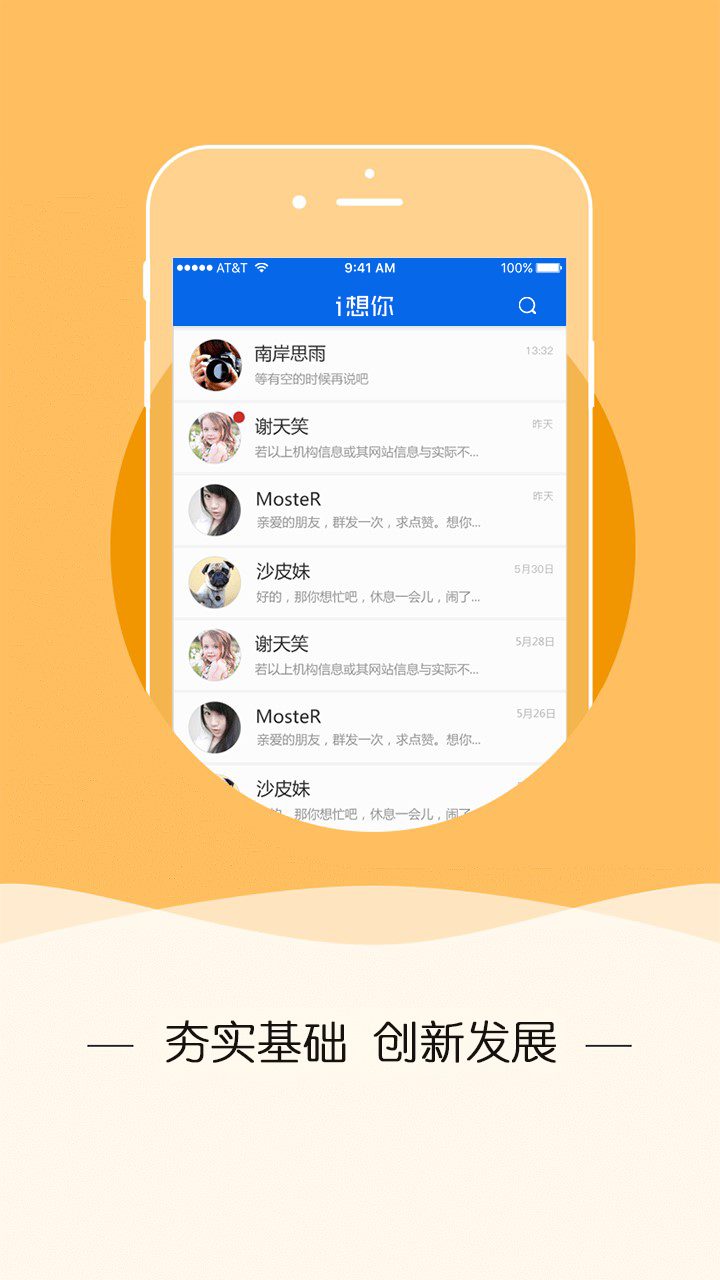 AT&T 9:41 AM 100%
i想你
南岸思雨 13:32
等有空的时候再说吧
谢天笑 昨天
若以上机构信息或其网站信息与实际不...
MosteR 昨天
亲爱的朋友，群发一次，求点赞。想你...
沙皮妹 5月30日
好的，那你想忙吧，休息一会儿，闹了...
谢天笑 5月28日
若以上机构信息或其网站信息与实际不...
MosteR 5月26日
亲爱的朋友，群发一次，求点赞。想你...
沙皮妹
，那你想忙吧，休息一会儿，闹了
夯实基础 创新发展